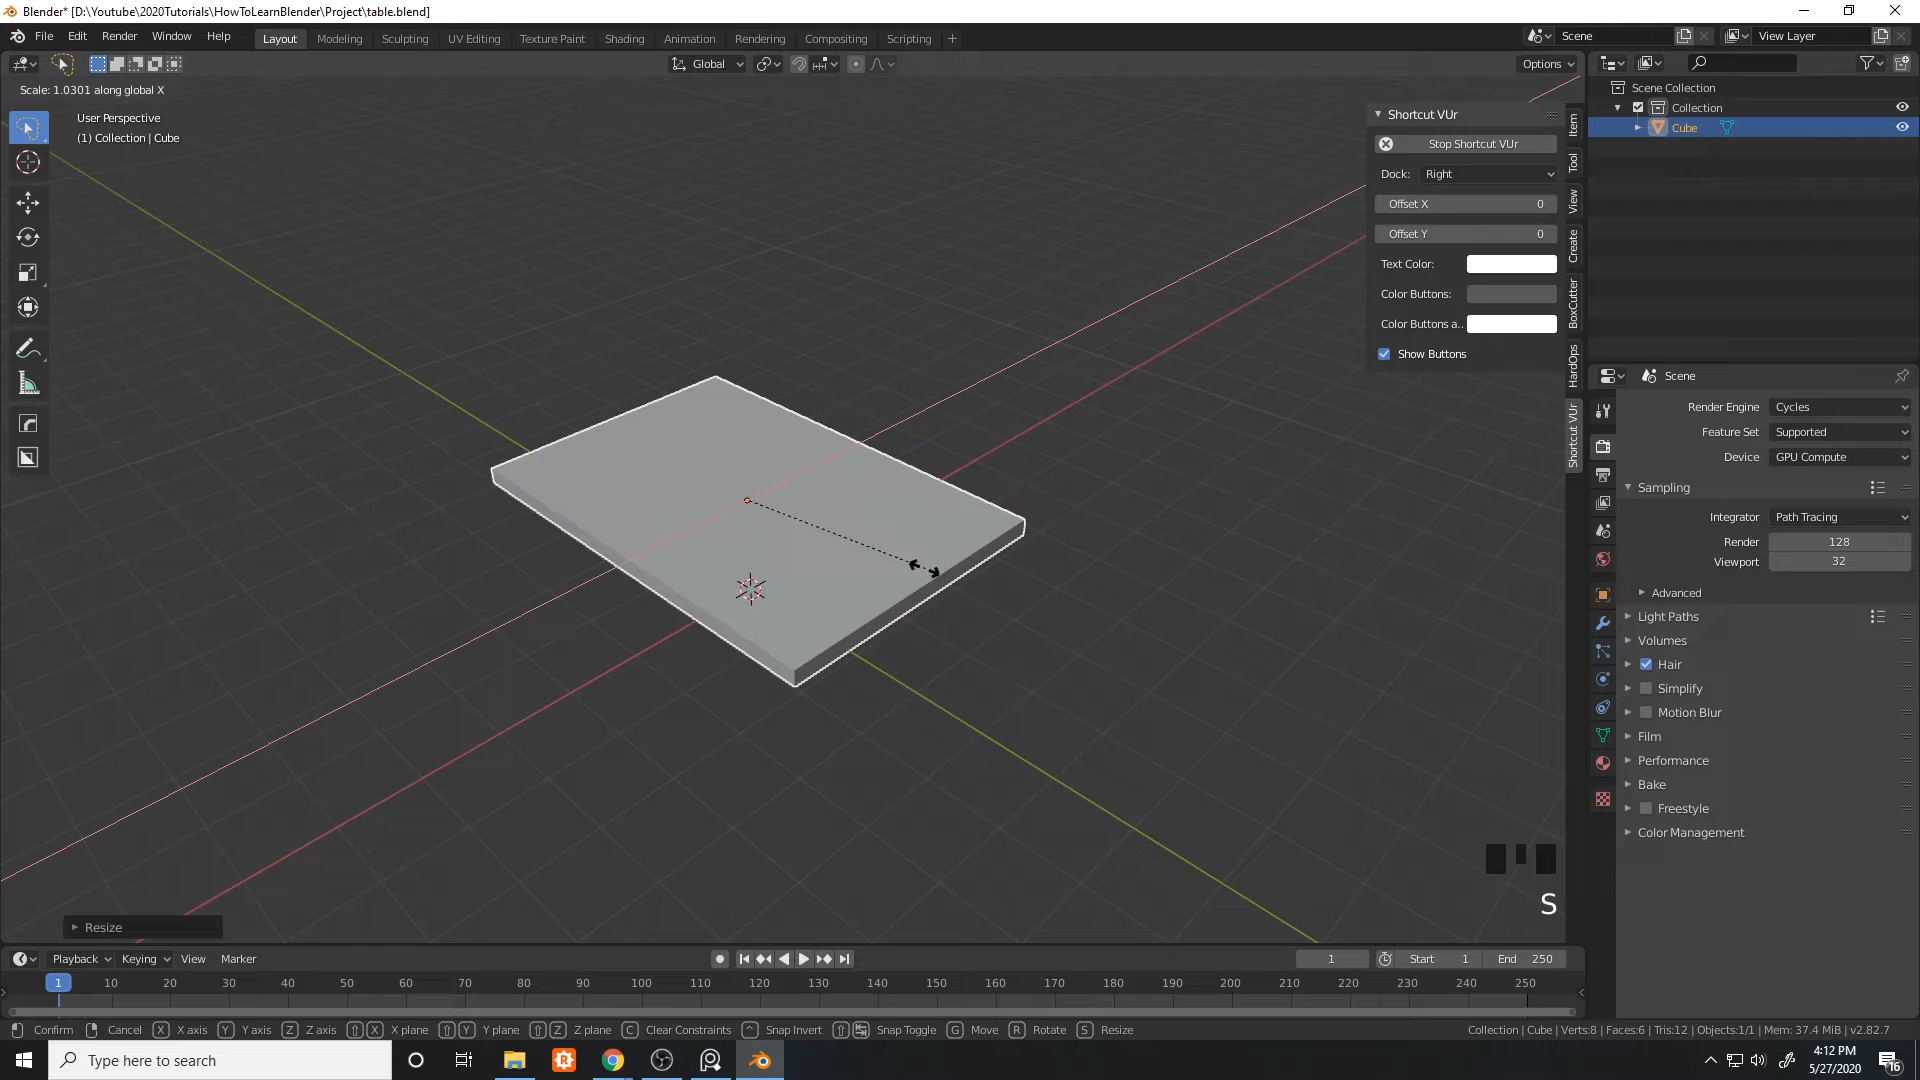 Blender* [D:\Youtube\2020Tutorials\HowToLearnBlender\Project\table.blend]
File Edit Render Window Help Layout Modeling Sculpting UV Editing Texture Paint Shading Animation Rendering Compositing Scripting + Scene View Layer
Global Options
Scale: 1.0301 along global X
User Perspective
(1) Collection | Cube
Scene Collection
Collection
Cube
Shortcut VUr
Stop Shortcut VUr
Dock: Right
Offset X 0
Offset Y 0
Text Color:
Color Buttons:
Color Buttons a..
Show Buttons
Item
Tool
View
Create
BoxCutter
HardOps
Shortcut VUr
Scene
Render Engine Cycles
Feature Set Supported
Device GPU Compute
Sampling
Integrator Path Tracing
Render 128
Viewport 32
Advanced
Light Paths
Volumes
Hair
Simplify
Motion Blur
Film
Performance
Bake
Freestyle
Color Management
S
Resize
Playback Keying View Marker 1 Start 1 End 250
1 10 20 30 40 50 60 70 80 90 100 110 120 130 140 150 160 170 180 190 200 210 220 230 240 250
Confirm Cancel X X axis Y Y axis Z Z axis X X plane Y Y plane Z Z plane C Clear Constraints ^ Snap Invert Snap Toggle G Move R Rotate S Resize Collection | Cube | Verts:8 | Faces:6 | Tris:12 | Objects:1/1 | Mem: 37.4 MiB | v2.82.7
Type here to search
4:12 PM
5/27/2020
16